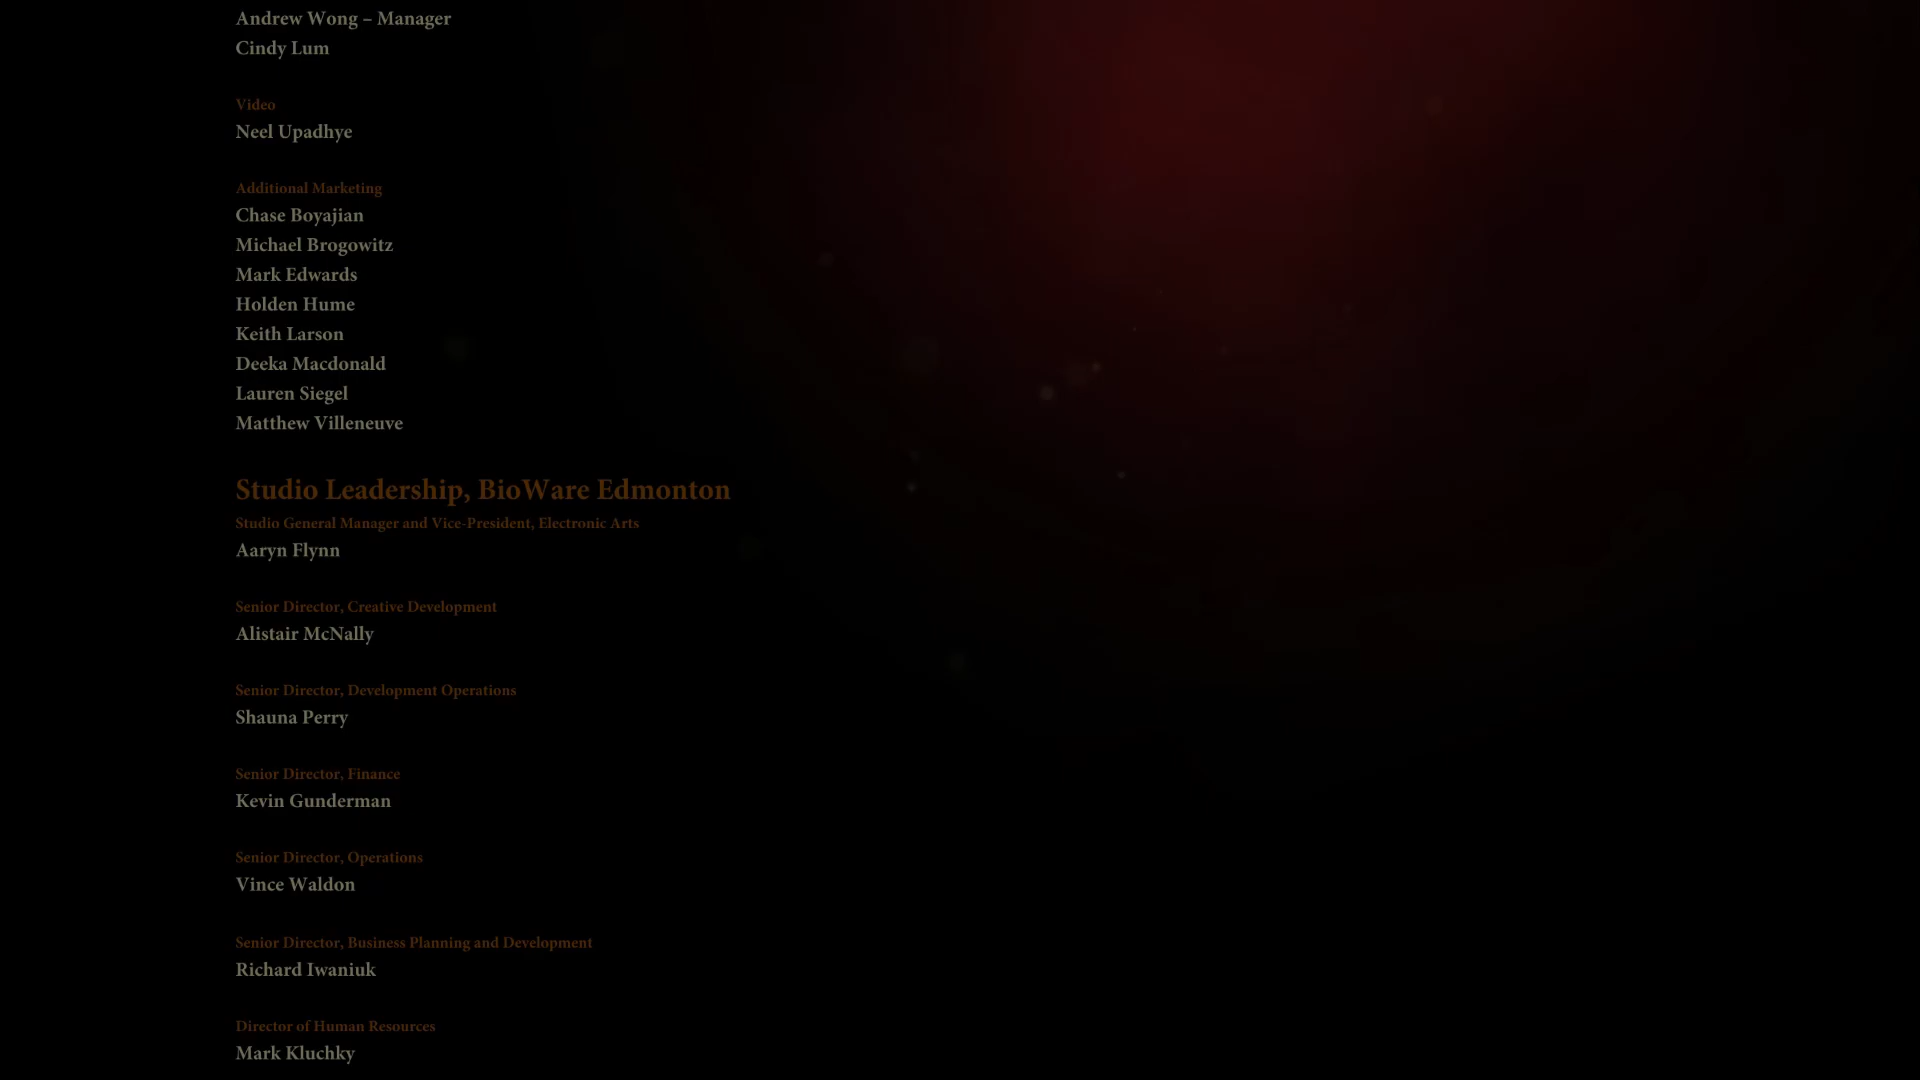 Andrew Wong – Manager
Cindy Lum
Video
Neel Upadhye
Additional Marketing
Chase Boyajian
Michael Brogowitz
Mark Edwards
Holden Hume
Keith Larson
Deeka Macdonald
Lauren Siegel
Matthew Villeneuve
Studio Leadership, BioWare Edmonton
Studio General Manager and Vice-President, Electronic Arts
Aaryn Flynn
Senior Director, Creative Development
Alistair McNally
Senior Director, Development Operations
Shauna Perry
Senior Director, Finance
Kevin Gunderman
Senior Director, Operations
Vince Waldon
Senior Director, Business Planning and Development
Richard Iwaniuk
Director of Human Resources
Mark Kluchky